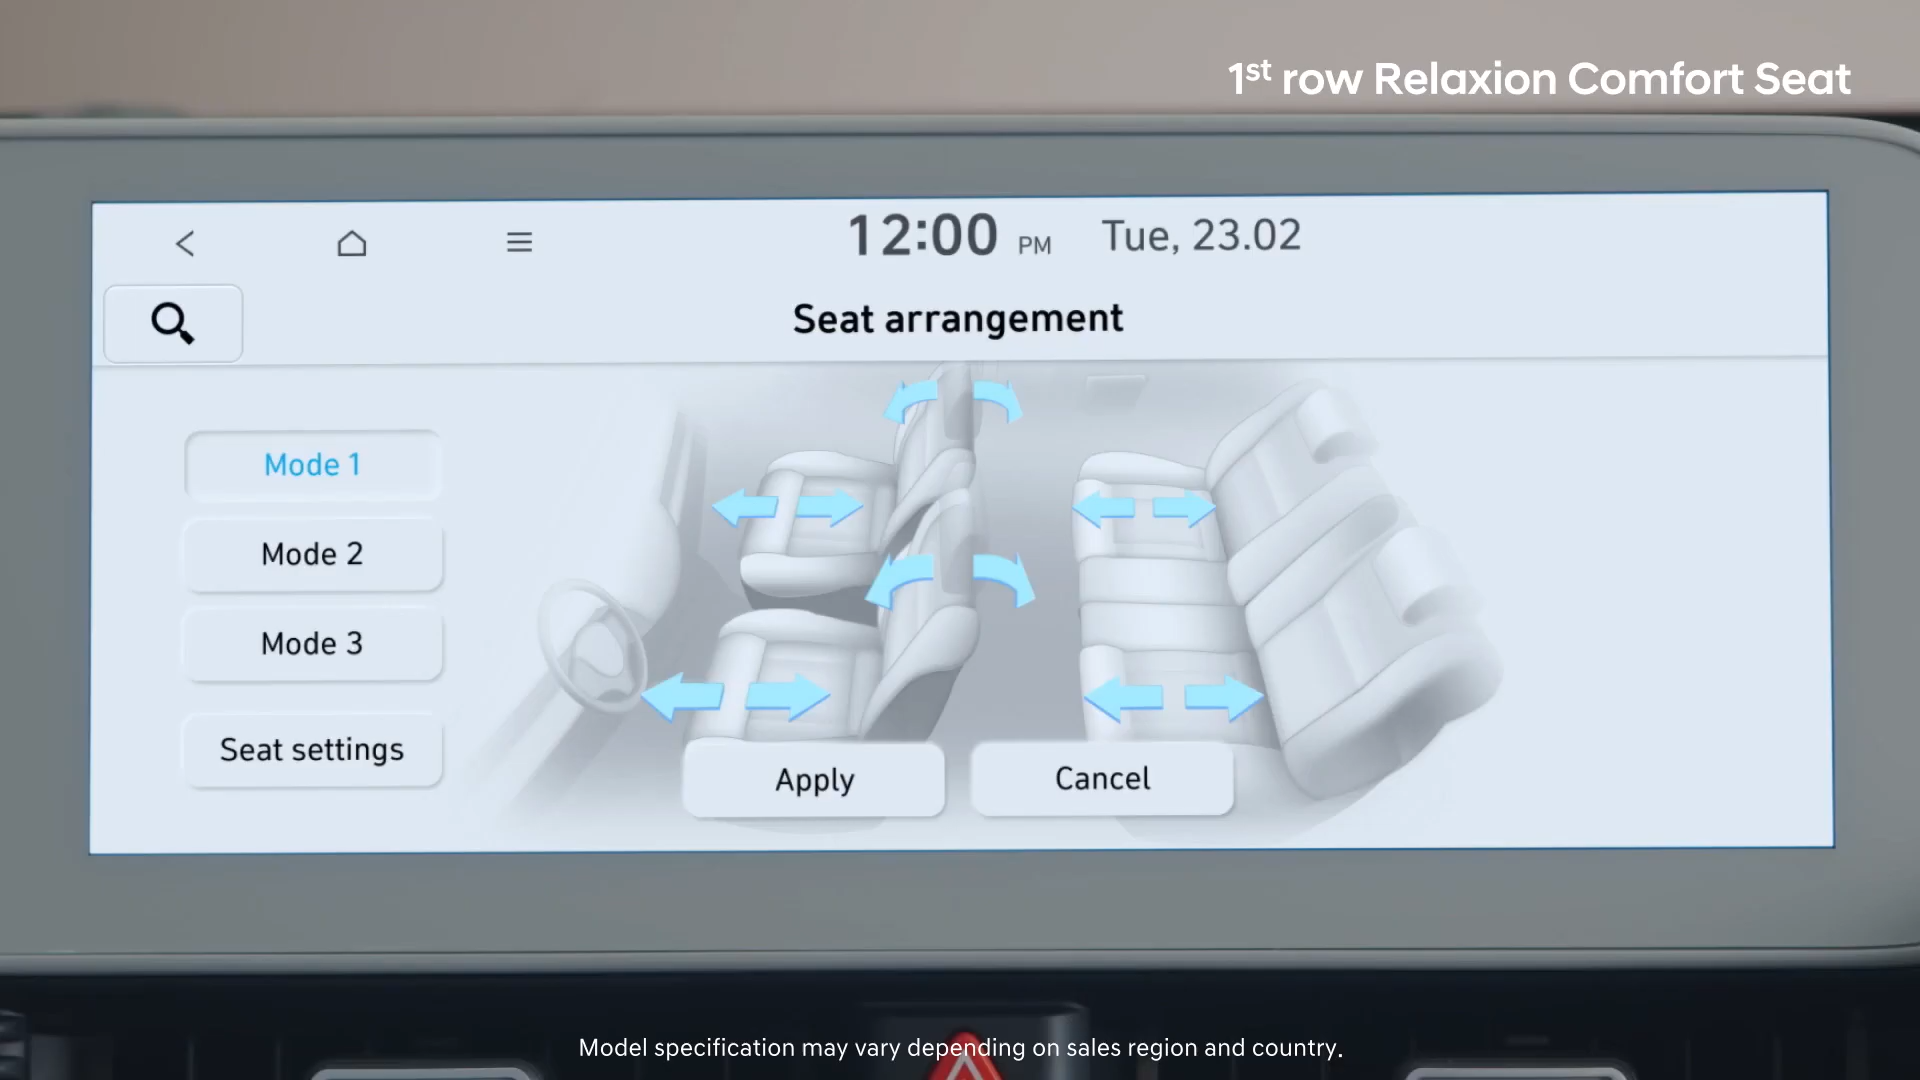 1st row Relaxion Comfort Seat
12:00 PM Tue, 23.02
Seat arrangement
Mode 1
Mode 2
Mode 3
Seat settings
Apply
Cancel
Model specification may vary depending on sales region and country.